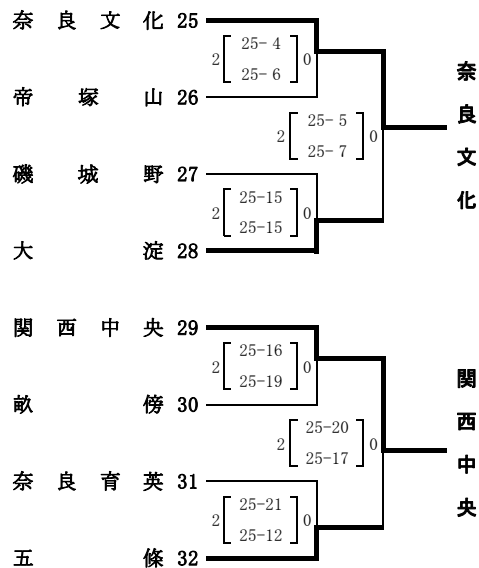 奈良文化 25
2 25- 4 0
25- 6
帝塚山 26
2 25- 5 0
25- 7
奈良文化
磯城野 27
2 25-15 0
25-15
大淀 28
関西中央 29
2 25-16 0
25-19
畝傍 30
2 25-20 0
25-17
関西中央
奈良育英 31
2 25-21 0
25-12
五條 32